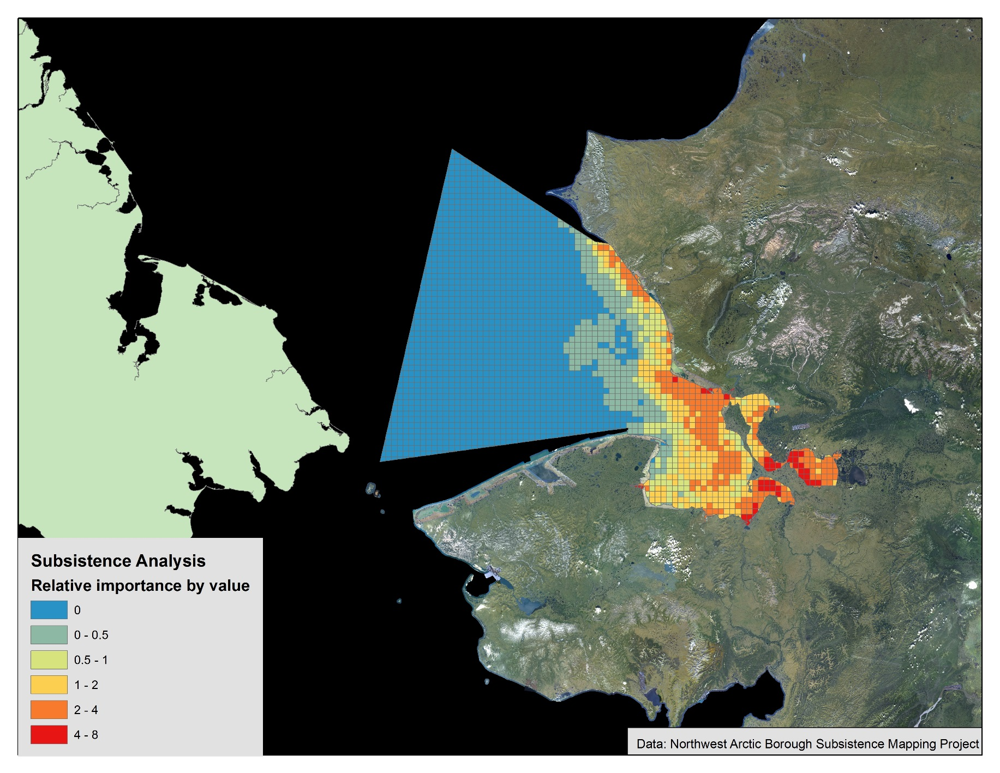 Subsistence Analysis
Relative importance by value
0
0 - 0.5
0.5 - 1
1 - 2
2 - 4
4 - 8
Data: Northwest Arctic Borough Subsistence Mapping Project